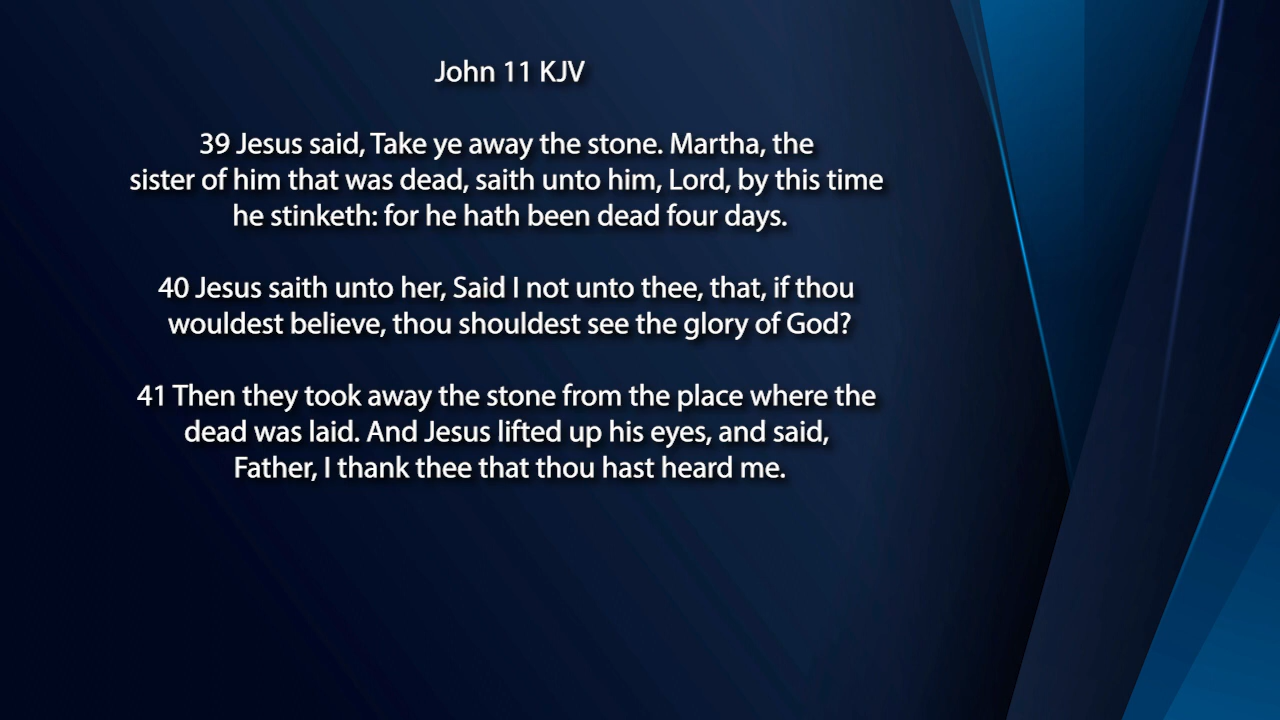 John 11 KJV
39 Jesus said, Take ye away the stone. Martha, the
sister of him that was dead, saith unto him, Lord, by this time
he stinketh: for he hath been dead four days.
40 Jesus saith unto her, Said I not unto thee, that, if thou
wouldest believe, thou shouldest see the glory of God?
41 Then they took away the stone from the place where the
dead was laid. And Jesus lifted up his eyes, and said,
Father, I thank thee that thou hast heard me.